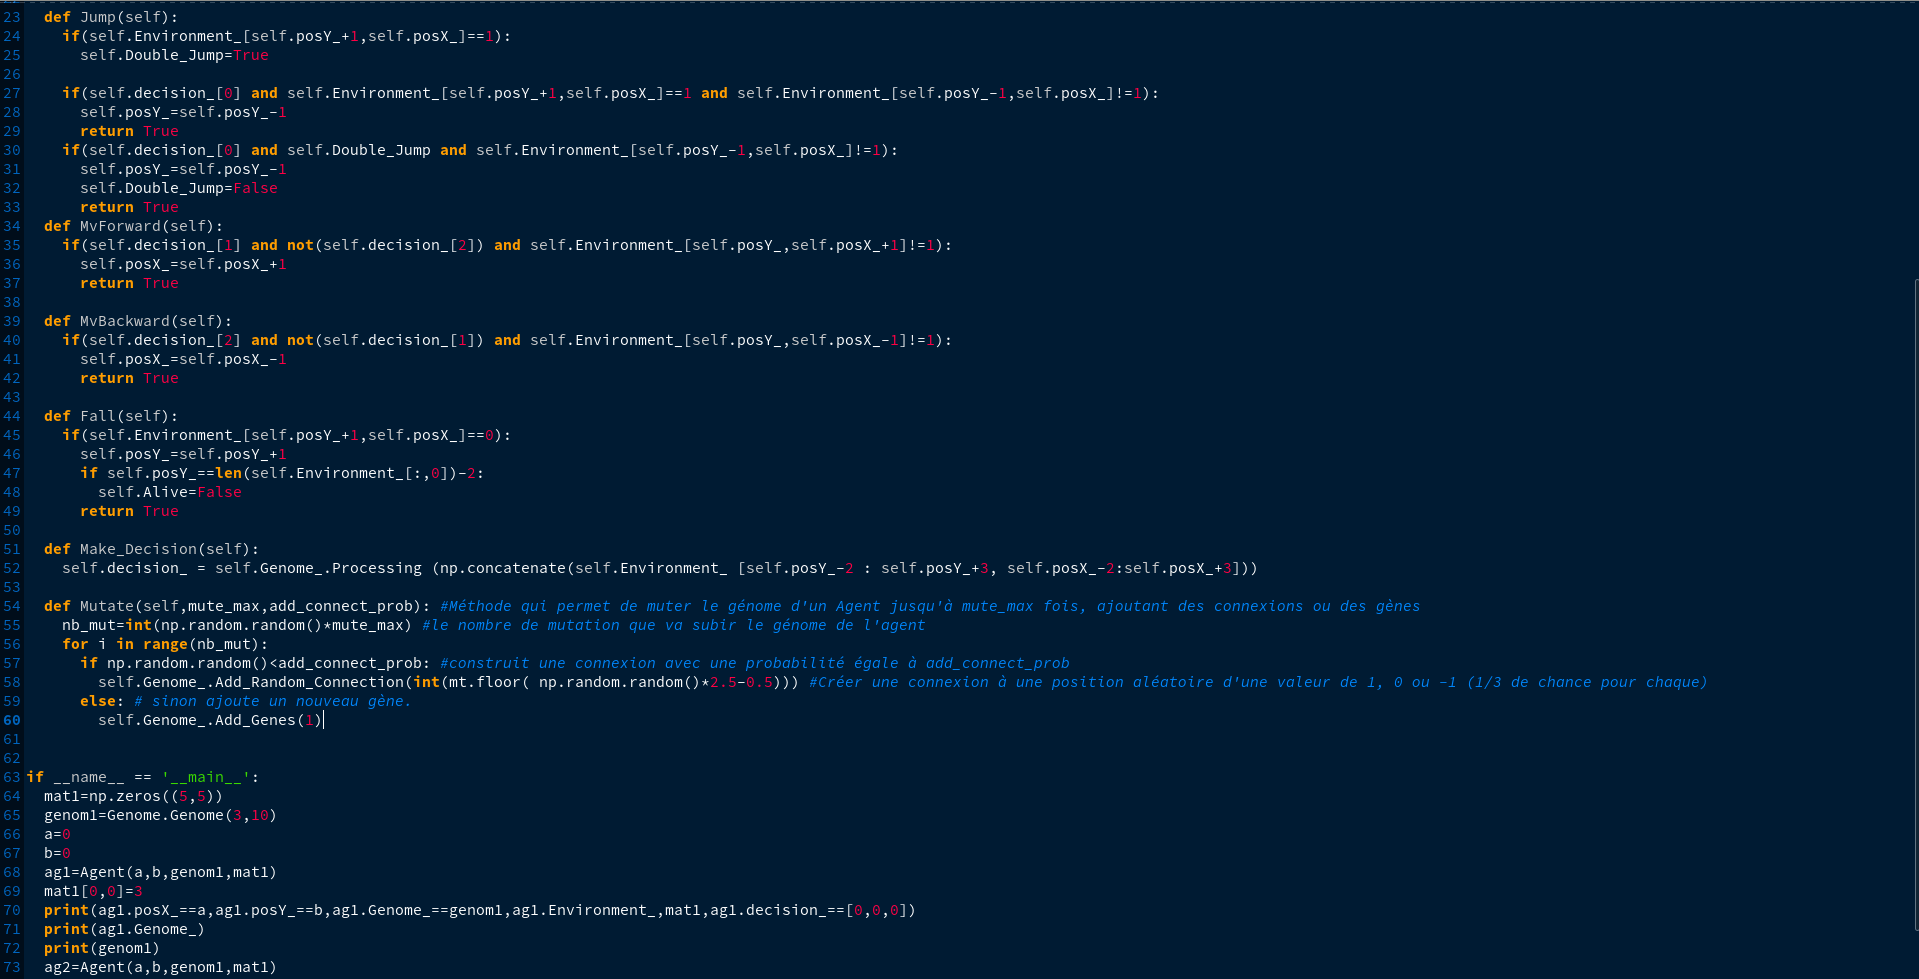 23 def Jump(self):
24 if(self.Environment_[self.posY_+1,self.posX_]==1):
25 self.Double_Jump=True
26
27 if(self.decision_[0] and self.Environment_[self.posY_+1,self.posX_]==1 and self.Environment_[self.posY_-1,self.posX_]!=1):
28 self.posY_=self.posY_-1
29 return True
30 if(self.decision_[0] and self.Double_Jump and self.Environment_[self.posY_-1,self.posX_]!=1):
31 self.posY_=self.posY_-1
32 self.Double_Jump=False
33 return True
34 def MvForward(self):
35 if(self.decision_[1] and not(self.decision_[2]) and self.Environment_[self.posY_,self.posX_+1]!=1):
36 self.posX_=self.posX_+1
37 return True
38
39 def MvBackward(self):
40 if(self.decision_[2] and not(self.decision_[1]) and self.Environment_[self.posY_,self.posX_-1]!=1):
41 self.posX_=self.posX_-1
42 return True
43
44 def Fall(self):
45 if(self.Environment_[self.posY_+1,self.posX_]==0):
46 self.posY_=self.posY_+1
47 if self.posY_==len(self.Environment_[:,0])-2:
48 self.Alive=False
49 return True
50
51 def Make_Decision(self):
52 self.decision_ = self.Genome_.Processing (np.concatenate(self.Environment_ [self.posY_-2 : self.posY_+3, self.posX_-2:self.posX_+3]))
53
54 def Mutate(self,mute_max,add_connect_prob): #Méthode qui permet de muter le génome d'un Agent jusqu'à mute_max fois, ajoutant des connexions ou des gènes
55 nb_mut=int(np.random.random()*mute_max) #le nombre de mutation que va subir le génome de l'agent
56 for i in range(nb_mut):
57 if np.random.random()<add_connect_prob: #construit une connexion avec une probabilité égale à add_connect_prob
58 self.Genome_.Add_Random_Connection(int(mt.floor( np.random.random()*2.5-0.5))) #Créer une connexion à une position aléatoire d'une valeur de 1, 0 ou -1 (1/3 de chance pour chaque)
59 else: # sinon ajoute un nouveau gène.
60 self.Genome_.Add_Genes(1)
61
62
63 if __name__ == '__main__':
64 mat1=np.zeros((5,5))
65 genom1=Genome.Genome(3,10)
66 a=0
67 b=0
68 ag1=Agent(a,b,genom1,mat1)
69 mat1[0,0]=3
70 print(ag1.posX_==a,ag1.posY_==b,ag1.Genome_==genom1,ag1.Environment_,mat1,ag1.decision_==[0,0,0])
71 print(ag1.Genome_)
72 print(genom1)
73 ag2=Agent(a,b,genom1,mat1)